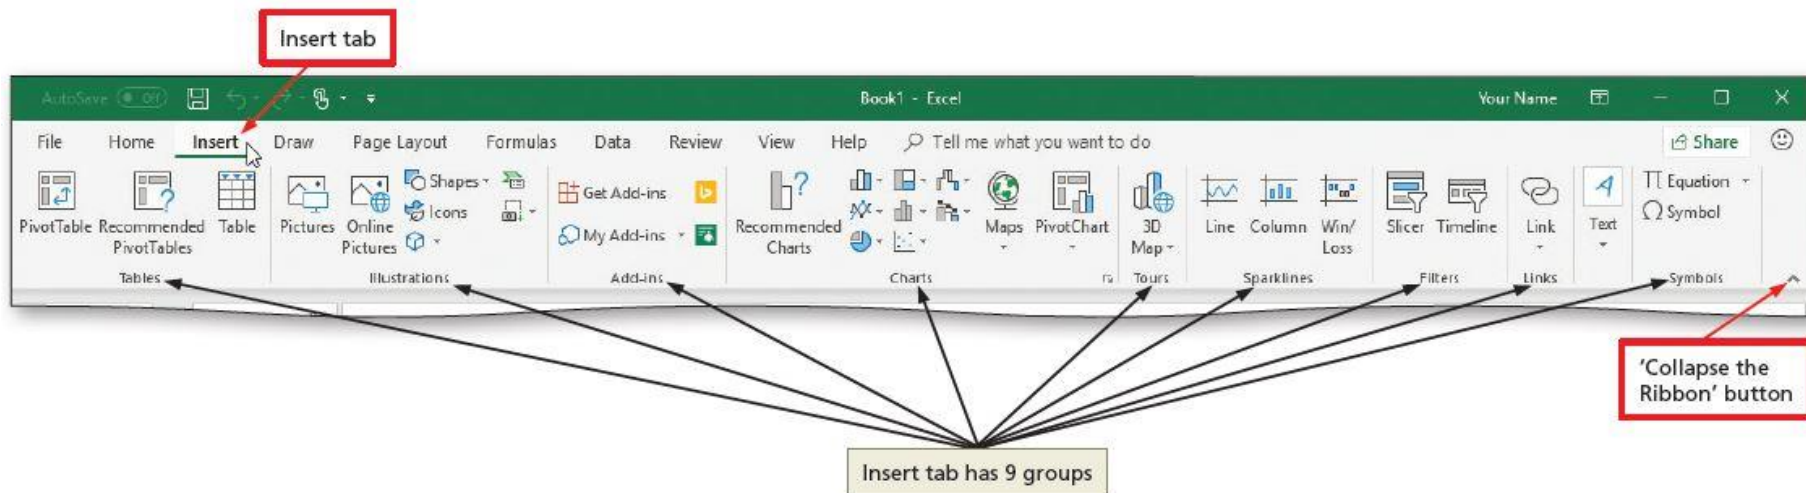 Insert tab
AutoSave Off Book1 - Excel Your Name
File Home Insert Draw Page Layout Formulas Data Review View Help Tell me what you want to do Share
PivotTable Recommended PivotTables Table
Pictures Online Pictures Shapes Icons
Get Add-ins
My Add-ins
Recommended Charts Maps PivotChart
3D Map
Line Column Win/Loss
Slicer Timeline
Link
Text
Equation
Symbol
Tables Illustrations Add-ins Charts Tours Sparklines Filters Links Symbols
'Collapse the
Ribbon' button
Insert tab has 9 groups